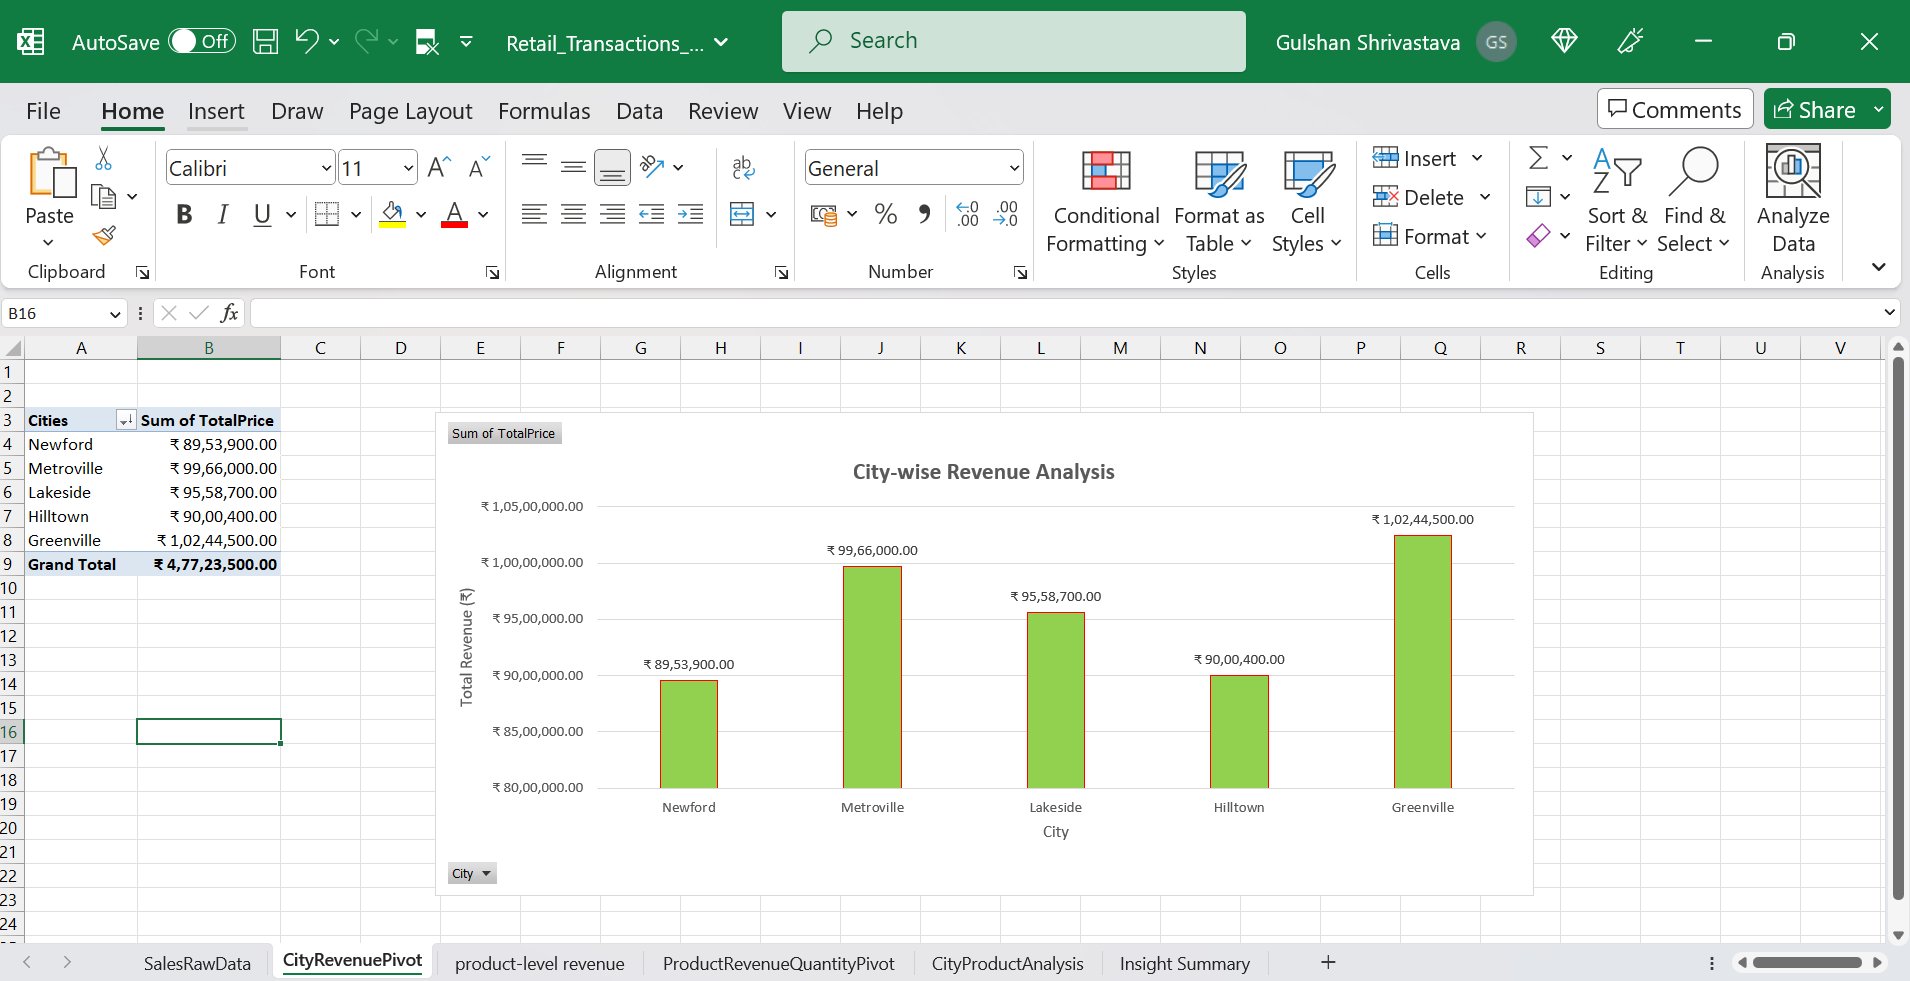 AutoSave Off Retail_Transactions_... Search Gulshan Shrivastava GS
File Home Insert Draw Page Layout Formulas Data Review View Help Comments Share
Paste
Clipboard
Calibri 11
B I U A
Font
ab
Alignment
General
% .00 .00
Number
Conditional Formatting
Format as Table
Cell Styles
Styles
Insert
Delete
Format
Cells
Sort & Filter
Find & Select
Editing
Analyze Data
Analysis
B16 fx
A B C D E F G H I J K L M N O P Q R S T U V
1
2
3 Cities Sum of TotalPrice
4 Newford ₹ 89,53,900.00
5 Metroville ₹ 99,66,000.00
6 Lakeside ₹ 95,58,700.00
7 Hilltown ₹ 90,00,400.00
8 Greenville ₹ 1,02,44,500.00
9 Grand Total ₹ 4,77,23,500.00
10
11
12
13
14
15
16
17
18
19
20
21
22
23
24
Sum of TotalPrice
City-wise Revenue Analysis
Total Revenue (₹)
₹ 1,05,00,000.00
₹ 1,00,00,000.00
₹ 95,00,000.00
₹ 90,00,000.00
₹ 85,00,000.00
₹ 80,00,000.00
₹ 89,53,900.00
₹ 99,66,000.00
₹ 95,58,700.00
₹ 90,00,400.00
₹ 1,02,44,500.00
Newford Metroville Lakeside Hilltown Greenville
City
City
SalesRawData CityRevenuePivot product-level revenue ProductRevenueQuantityPivot CityProductAnalysis Insight Summary